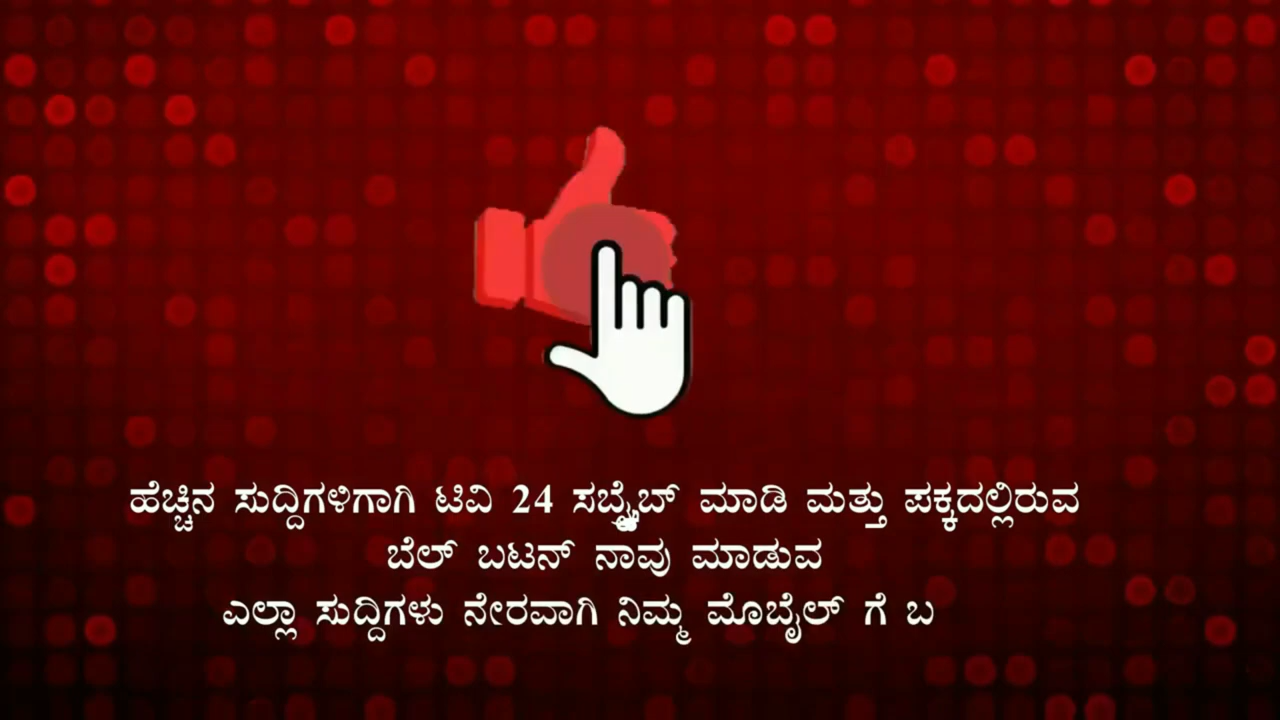 ಹೆಚ್ಚಿನ ಸುದ್ದಿಗಳಿಗಾಗಿ ಟಿವಿ 24 ಸಬ್ಸ್ಕ್ರೈಬ್ ಮಾಡಿ ಮತ್ತು ಪಕ್ಕದಲ್ಲಿರುವ
ಬೆಲ್ ಬಟನ್ ನಾವು ಮಾಡುವ
ಎಲ್ಲಾ ಸುದ್ದಿಗಳು ನೇರವಾಗಿ ನಿಮ್ಮ ಮೊಬೈಲ್ ಗೆ ಬ